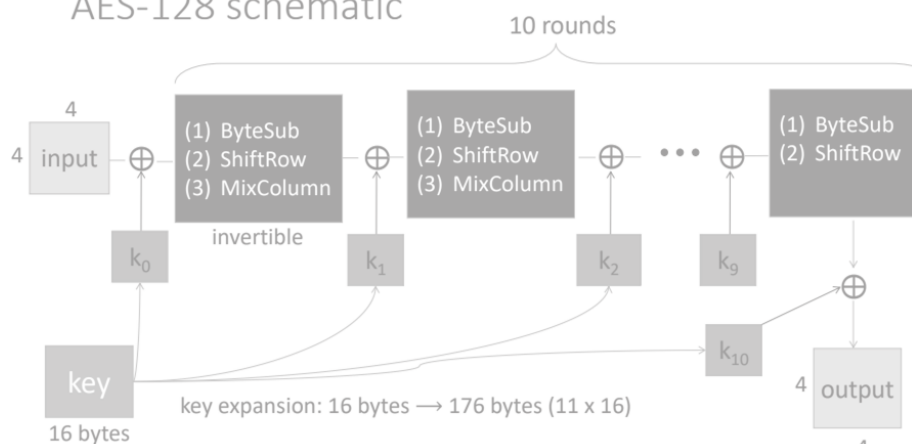 AES-128 schematic
10 rounds
4
4
input
(1) ByteSub
(2) ShiftRow
(3) MixColumn
invertible
(1) ByteSub
(2) ShiftRow
(3) MixColumn
•••
(1) ByteSub
(2) ShiftRow
k₀
k₁
k₂
k₉
k₁₀
key
16 bytes
key expansion: 16 bytes ⟶ 176 bytes (11 x 16)
4
output
4